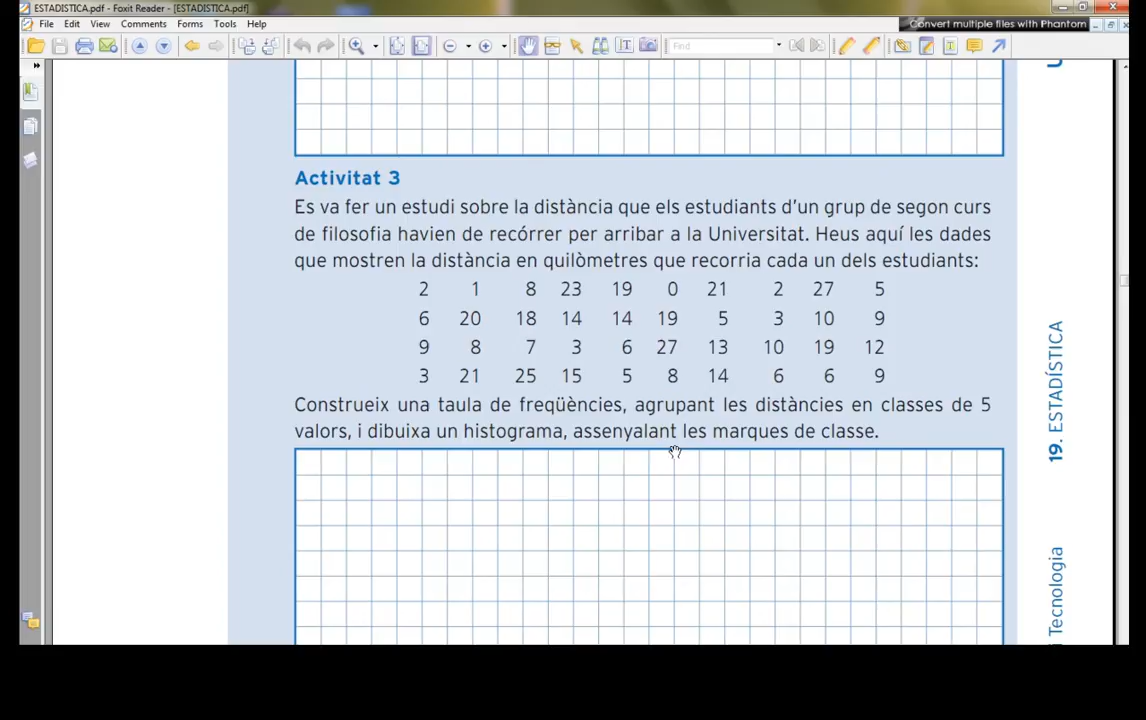 ESTADISTICA.pdf - Foxit Reader - [ESTADISTICA.pdf]
File Edit View Comments Forms Tools Help
Convert multiple files with Phantom
Find
Activitat 3
Es va fer un estudi sobre la distància que els estudiants d'un grup de segon curs
de filosofia havien de recórrer per arribar a la Universitat. Heus aquí les dades
que mostren la distància en quilòmetres que recorria cada un dels estudiants:
2 1 8 23 19 0 21 2 27 5
6 20 18 14 14 19 5 3 10 9
9 8 7 3 6 27 13 10 19 12
3 21 25 15 5 8 14 6 6 9
Construeix una taula de freqüències, agrupant les distàncies en classes de 5
valors, i dibuixa un histograma, assenyalant les marques de classe.
19. ESTADÍSTICA
Tecnologia